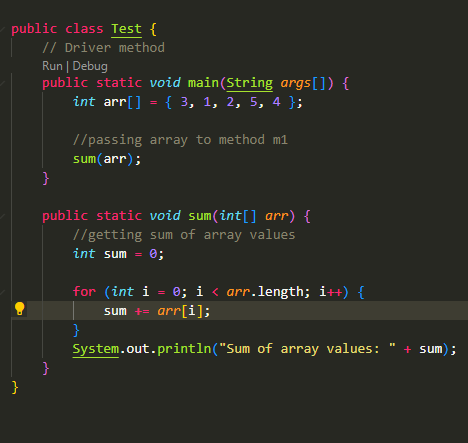 public class Test {
// Driver method
Run | Debug
public static void main(String args[]) {
int arr[] = { 3, 1, 2, 5, 4 };
//passing array to method m1
sum(arr);
}
public static void sum(int[] arr) {
//getting sum of array values
int sum = 0;
for (int i = 0; i < arr.length; i++) {
sum += arr[i];
}
System.out.println("Sum of array values: " + sum);
}
}